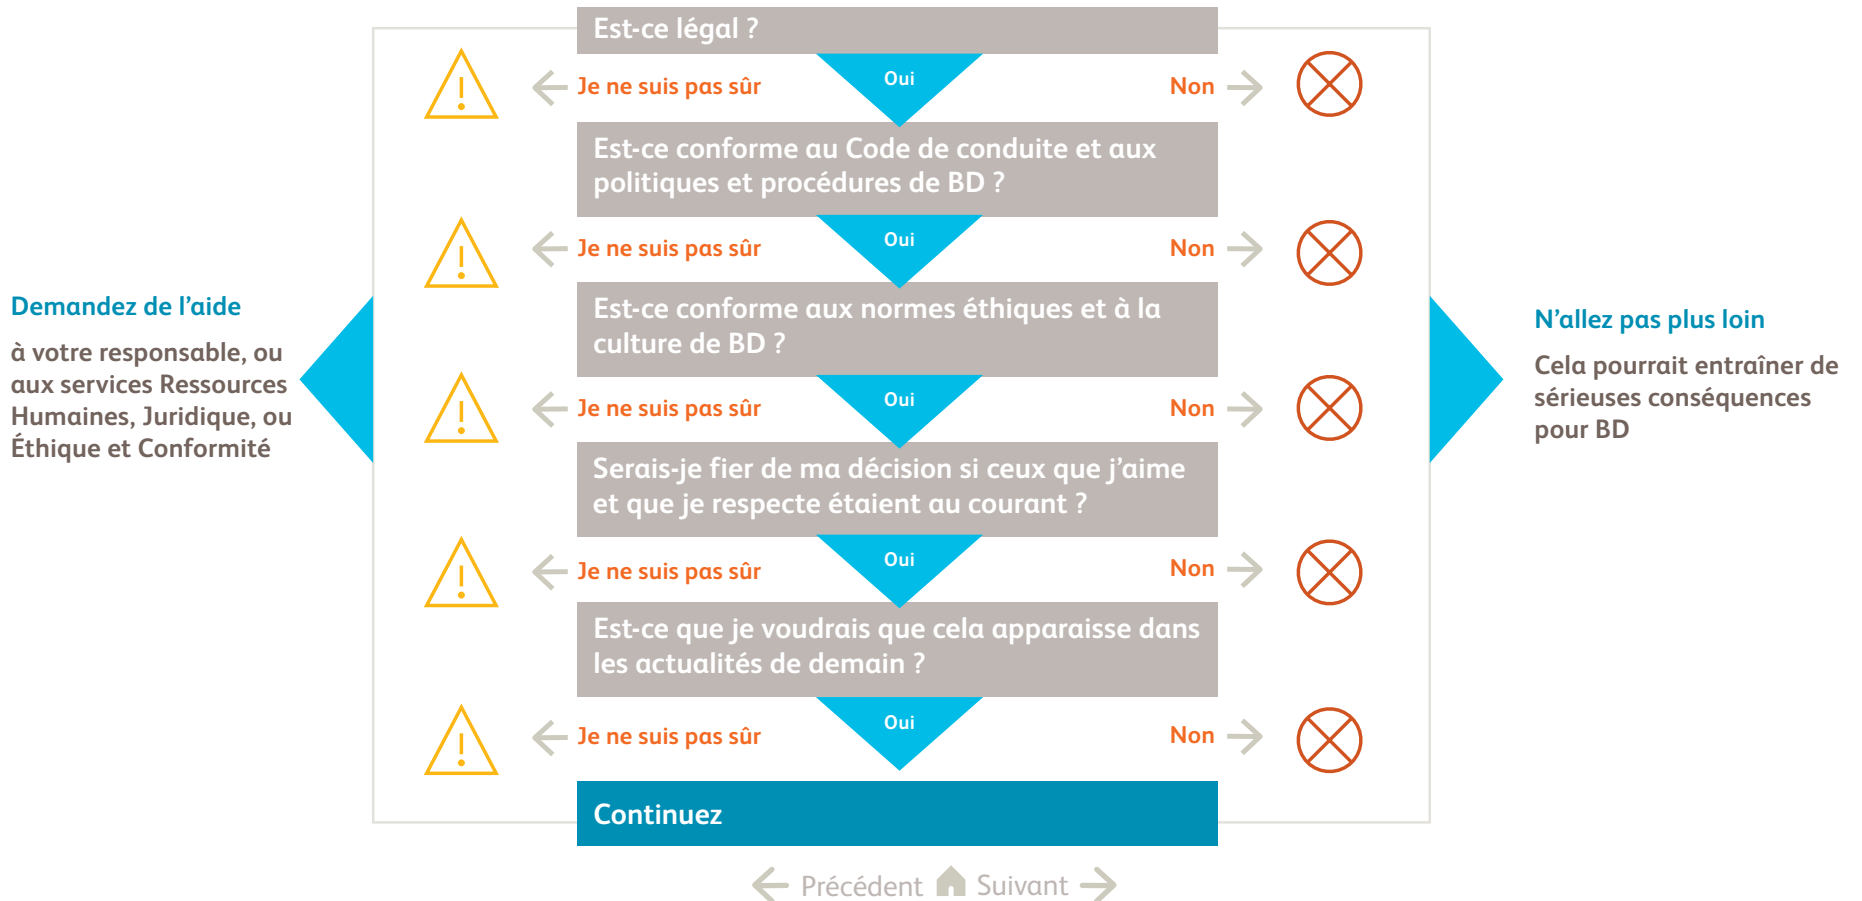 Est-ce légal ?
Je ne suis pas sûr
Oui
Non
Est-ce conforme au Code de conduite et aux
politiques et procédures de BD ?
Je ne suis pas sûr
Oui
Non
Est-ce conforme aux normes éthiques et à la
culture de BD ?
Je ne suis pas sûr
Oui
Non
Serais-je fier de ma décision si ceux que j’aime
et que je respecte étaient au courant ?
Je ne suis pas sûr
Oui
Non
Est-ce que je voudrais que cela apparaisse dans
les actualités de demain ?
Je ne suis pas sûr
Oui
Non
Continuez
Demandez de l’aide
à votre responsable, ou
aux services Ressources
Humaines, Juridique, ou
Éthique et Conformité
N’allez pas plus loin
Cela pourrait entraîner de
sérieuses conséquences
pour BD
Précédent
Suivant